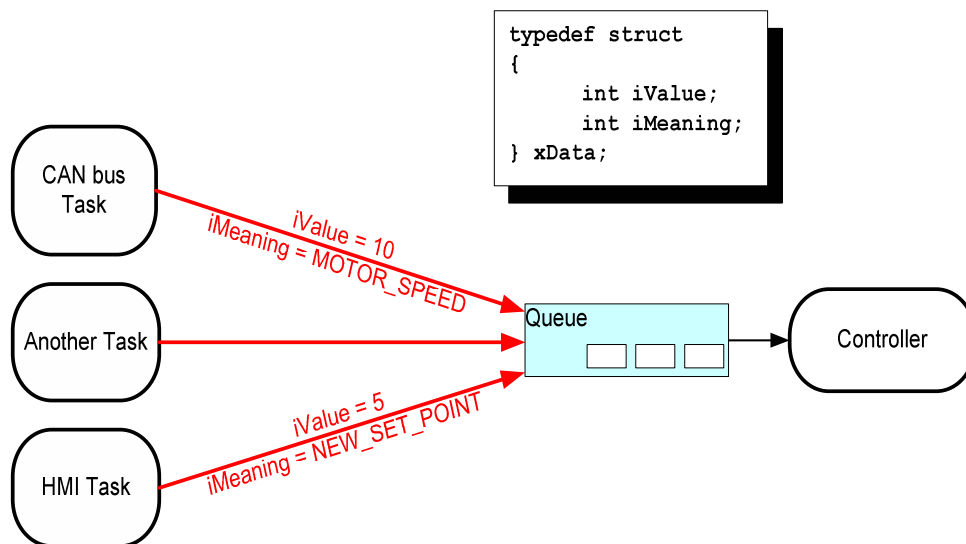 typedef struct
{
int iValue;
int iMeaning;
} xData;
CAN bus
Task
iValue = 10
iMeaning = MOTOR_SPEED
Another Task
Queue
Controller
iValue = 5
iMeaning = NEW_SET_POINT
HMI Task